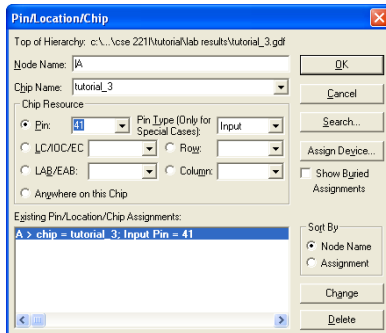 Pin/Location/Chip
Top of Hierarchy: c:\...\cse 221l\tutorial\lab results\tutorial_3.gdf
Node Name: A
OK
Chip Name: tutorial_3
Cancel
Chip Resource
Pin: 41
Pin Type (Only for Special Cases): Input
Search...
LC/IOC/EC
Row:
Assign Device...
LAB/EAB:
Column:
Show Buried Assignments
Anywhere on this Chip
Existing Pin/Location/Chip Assignments:
A > chip = tutorial_3; Input Pin = 41
Sort By
Node Name
Assignment
Change
Delete